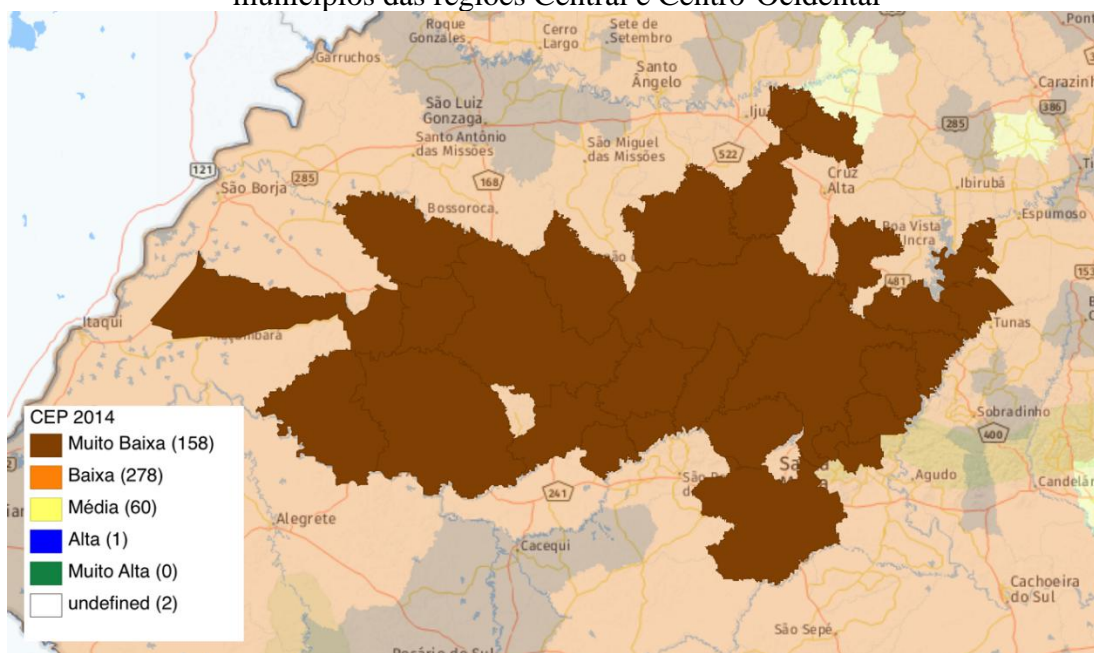 municípios das regiões Central e Centro-Ocidental
Roque
Gonzales
Cerro
Largo
Sete de
Setembro
Garruchos
Santo
Ângelo
Carazinh
386
São Luiz
Gonzaga
Ijuí
285
Santo Antônio
das Missões
São Miguel
das Missões
522
121
285
168
Cruz
Alta
São Borja
Ibirubá
Bossoroca
Espumoso
Boa Vista
Incra
153
481
Itaqui
Tunas
CEP 2014
Muito Baixa (158)
Baixa (278)
Média (60)
Alta (1)
Muito Alta (0)
undefined (2)
Sobradinho
400
Agudo
Candelár
241
Alegrete
Cacequi
Cachoeira
do Sul
São Sepé